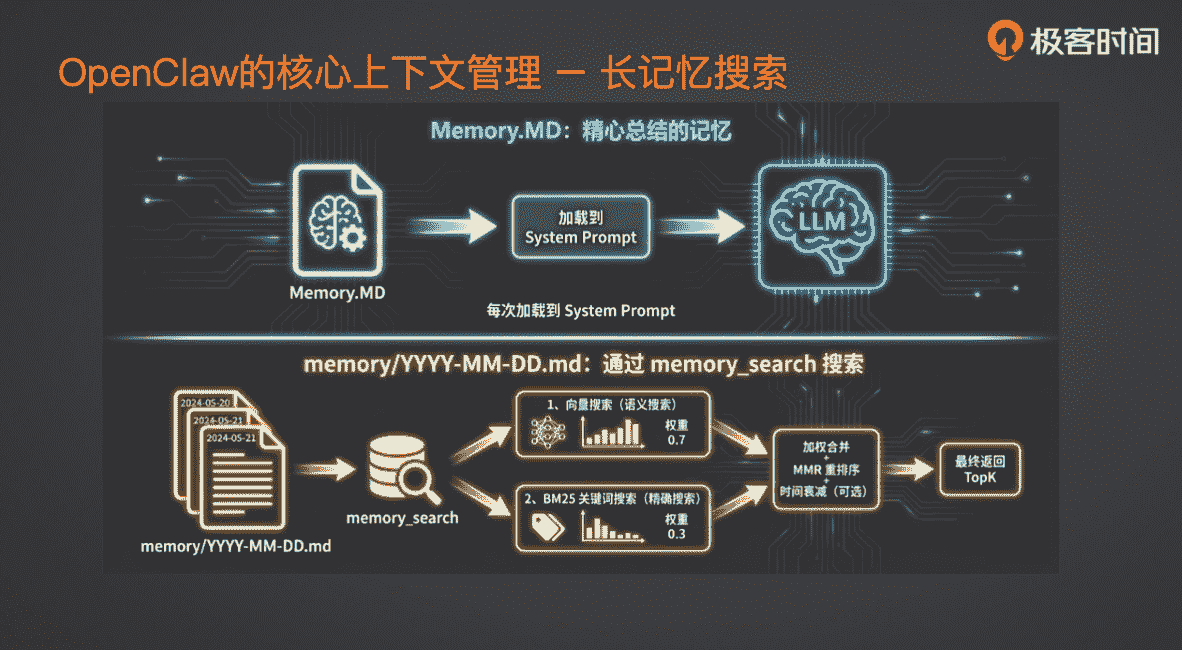 极客时间
OpenClaw的核心上下文管理 － 长记忆搜索
Memory.MD：精心总结的记忆
Memory.MD
加载到
System Prompt
LLM
每次加载到 System Prompt
memory/YYYY-MM-DD.md：通过 memory_search 搜索
2024-05-20
2024-05-21
2024-05-21
memory/YYYY-MM-DD.md
memory_search
1、向量搜索（语义搜索）
权重
0.7
2、BM25 关键词搜索（精确搜索）
权重
0.3
加权合并
+
MMR 重排序
+
时间衰减（可选）
最终返回
TopK